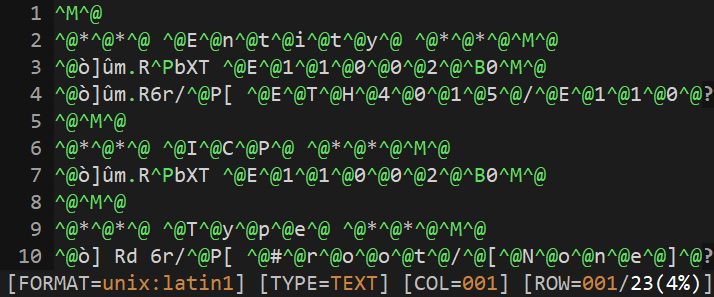 1 ^M^@
2 ^@*^@*^@ ^@E^@n^@t^@i^@t^@y^@ ^@*^@*^@^M^@
3 ^@ò]ûm.R^PbXT ^@E^@1^@1^@0^@0^@2^@^B0^M^@
4 ^@ò]ûm.R6r/^@P[ ^@E^@T^@H^@4^@0^@1^@5^@/^@E^@1^@1^@0^@?
5 ^@^M^@
6 ^@*^@*^@ ^@I^@C^@P^@ ^@*^@*^@^M^@
7 ^@ò]ûm.R^PbXT ^@E^@1^@1^@0^@0^@2^@^B0^M^@
8 ^@^M^@
9 ^@*^@*^@ ^@T^@y^@p^@e^@ ^@*^@*^@^M^@
10 ^@ò] Rd 6r/^@P[ ^@#^@r^@o^@o^@t^@/^@[^@N^@o^@n^@e^@]^@?
[FORMAT=unix:latin1] [TYPE=TEXT] [COL=001] [ROW=001/23(4%)]